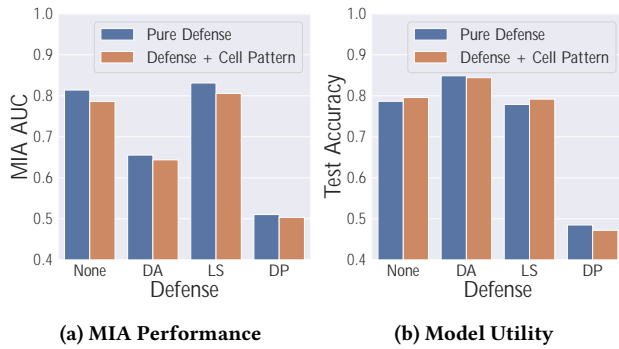 1.0
0.9
0.8
0.7
0.6
0.5
0.4
MIA AUC
Pure Defense
Defense + Cell Pattern
None DA LS DP
Defense
(a) MIA Performance
1.0
0.9
0.8
0.7
0.6
0.5
0.4
Test Accuracy
Pure Defense
Defense + Cell Pattern
None DA LS DP
Defense
(b) Model Utility